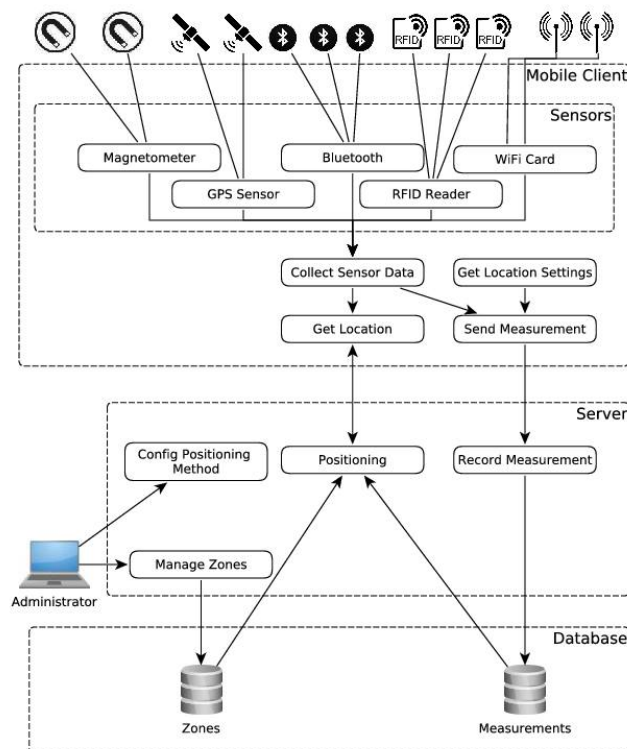 RFID RFID RFID
Mobile Client
Sensors
Magnetometer
Bluetooth
WiFi Card
GPS Sensor
RFID Reader
Collect Sensor Data
Get Location Settings
Get Location
Send Measurement
Server
Config Positioning
Method
Positioning
Record Measurement
Manage Zones
Administrator
Database
Zones
Measurements